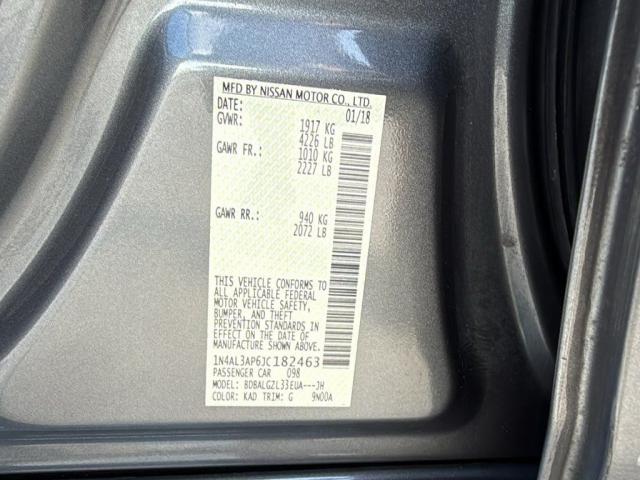 MFD BY NISSAN MOTOR CO., LTD.
DATE: 01/18
GVWR: 1917 KG
4226 LB
GAWR FR.: 1010 KG
2227 LB
GAWR RR.: 940 KG
2072 LB
THIS VEHICLE CONFORMS TO
ALL APPLICABLE FEDERAL
MOTOR VEHICLE SAFETY,
BUMPER, AND THEFT
PREVENTION STANDARDS IN
EFFECT ON THE DATE OF
MANUFACTURE SHOWN ABOVE.
1N4AL3AP6JC182463
PASSENGER CAR 098
MODEL: BDBALGZL33EUA---JH
COLOR: KAD TRIM: G 9N00A